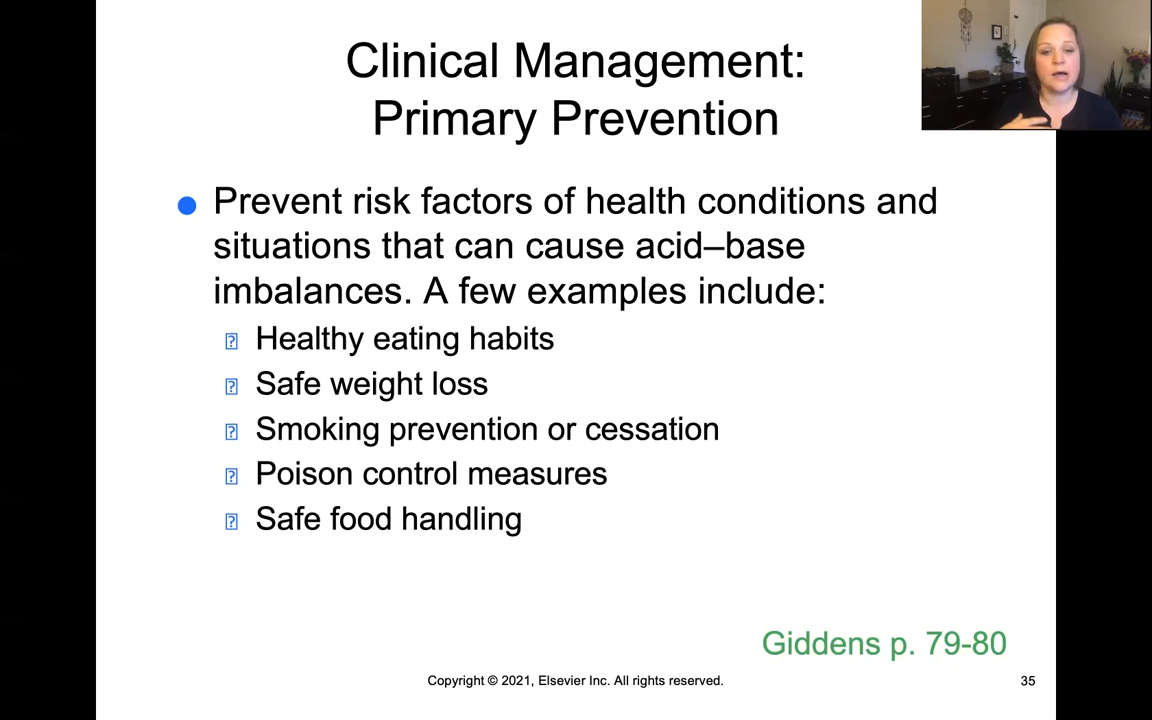 Clinical Management:
Primary Prevention
Prevent risk factors of health conditions and
situations that can cause acid–base
imbalances. A few examples include:
Healthy eating habits
Safe weight loss
Smoking prevention or cessation
Poison control measures
Safe food handling
Giddens p. 79-80
Copyright © 2021, Elsevier Inc. All rights reserved.
35